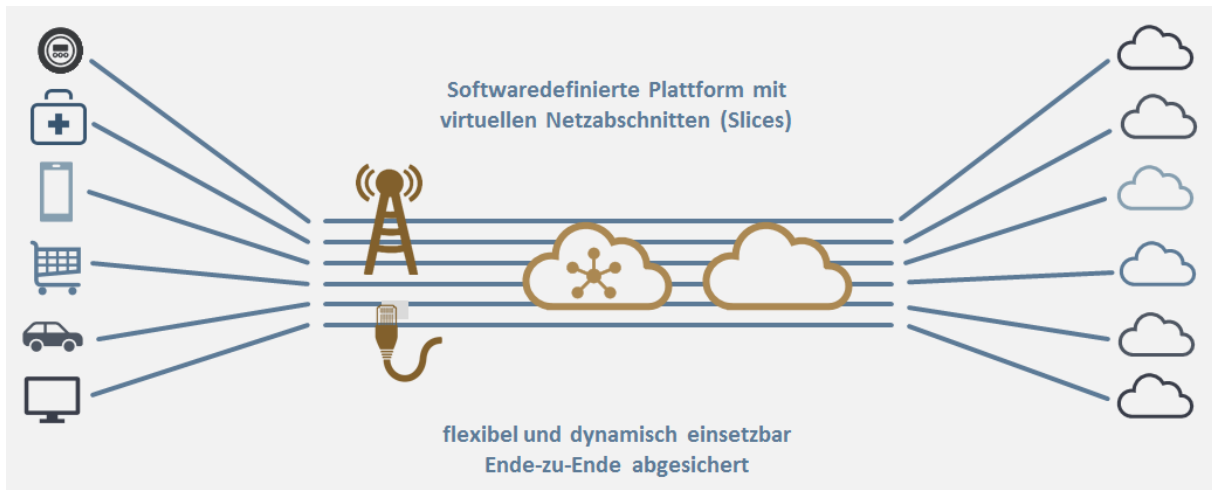 Softwaredefinierte Plattform mit
virtuellen Netzabschnitten (Slices)
flexibel und dynamisch einsetzbar
Ende-zu-Ende abgesichert